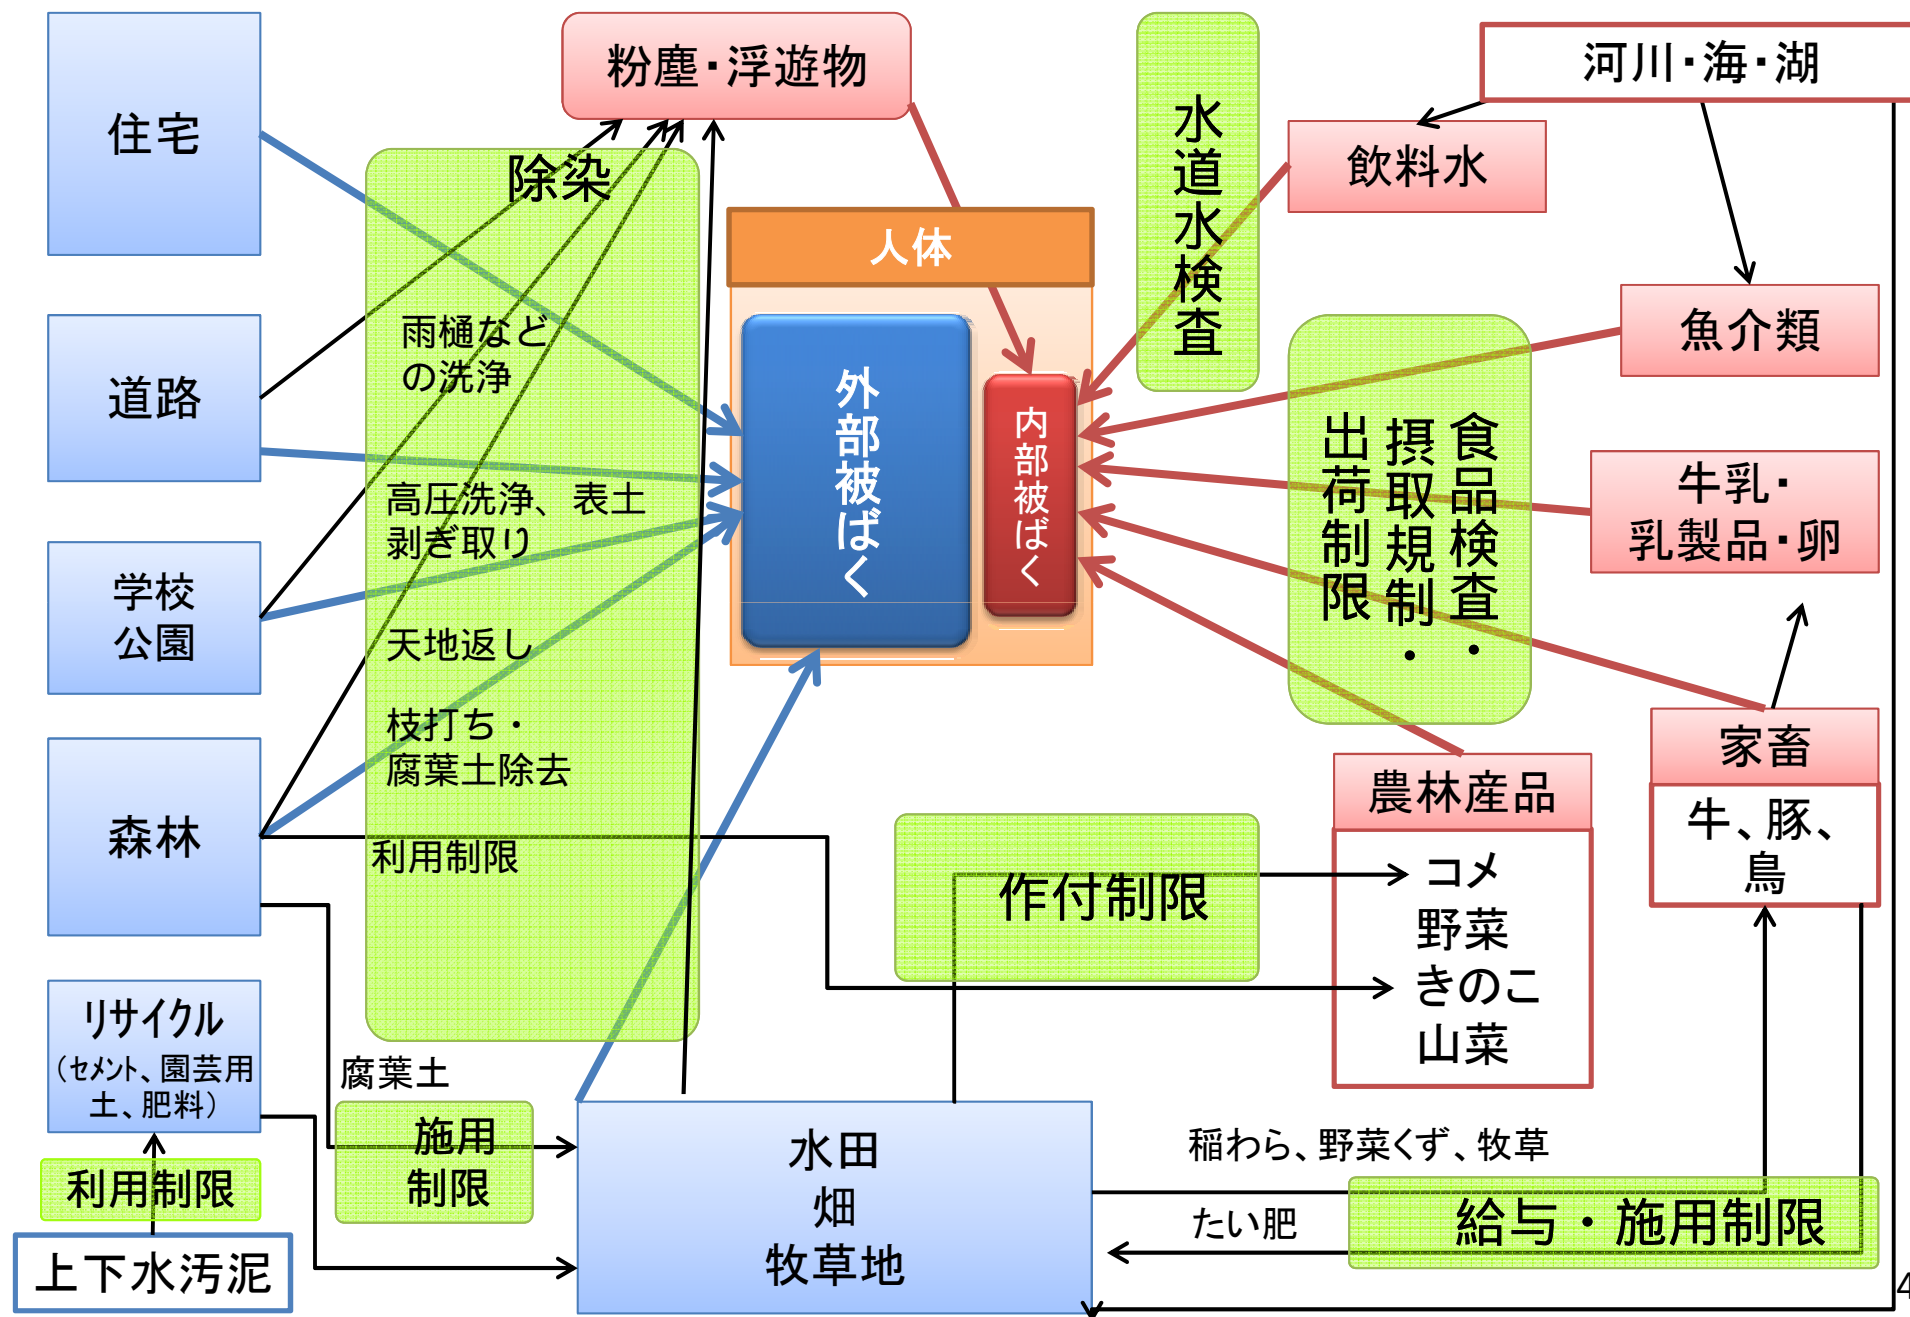 住宅
道路
学校
公園
森林
リサイクル
(セメント、園芸用
土、肥料)
利用制限
上下水汚泥
粉塵・浮遊物
除染
雨樋など
の洗浄
高圧洗浄、表土
剥ぎ取り
天地返し
枝打ち・
腐葉土除去
利用制限
腐葉土
施用
制限
人体
外部被ばく
内部被ばく
水道水検査
河川・海・湖
飲料水
魚介類
食品検査・
摂取規制・
出荷制限
牛乳・
乳製品・卵
家畜
牛、豚、
鳥
農林産品
コメ
野菜
きのこ
山菜
作付制限
水田
畑
牧草地
稲わら、野菜くず、牧草
たい肥
給与・施用制限
4